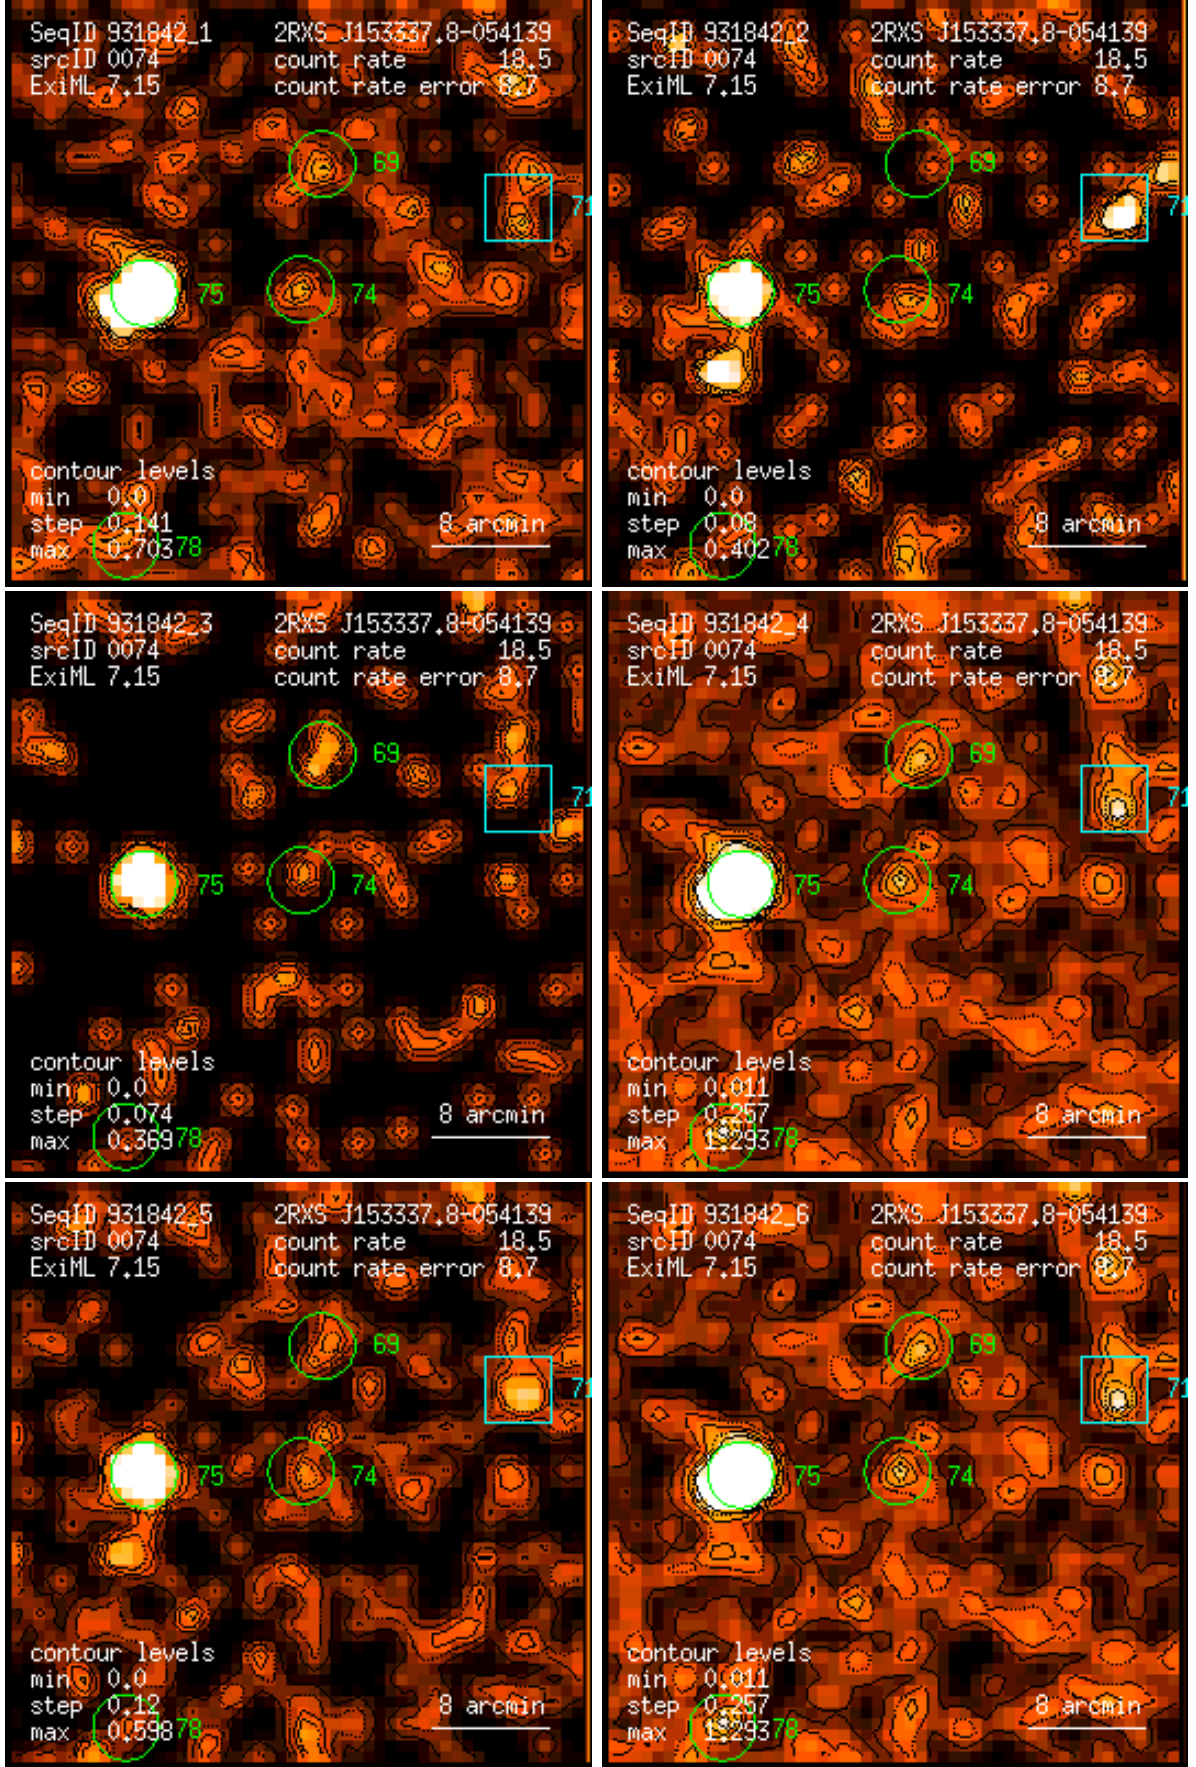 SeqID 931842_1 2RXS J153337.8-054139
srcID 0074 count rate 18.5
ExiML 7.15 count rate error 8.7
69
71
75
74
contour levels
min 0.0
step 0.141
max 0.703
78
8 arcmin
SeqID 931842_2 2RXS J153337.8-054139
srcID 0074 count rate 18.5
ExiML 7.15 count rate error 8.7
69
71
75
74
contour levels
min 0.0
step 0.08
max 0.402
78
8 arcmin
SeqID 931842_3 2RXS J153337.8-054139
srcID 0074 count rate 18.5
ExiML 7.15 count rate error 8.7
69
71
75
74
contour levels
min 0.0
step 0.074
max 0.369
78
8 arcmin
SeqID 931842_4 2RXS J153337.8-054139
srcID 0074 count rate 18.5
ExiML 7.15 count rate error 8.7
69
71
75
74
contour levels
min 0.011
step 0.257
max 1.293
78
8 arcmin
SeqID 931842_5 2RXS J153337.8-054139
srcID 0074 count rate 18.5
ExiML 7.15 count rate error 8.7
69
71
75
74
contour levels
min 0.0
step 0.12
max 0.598
78
8 arcmin
SeqID 931842_6 2RXS J153337.8-054139
srcID 0074 count rate 18.5
ExiML 7.15 count rate error 8.7
69
71
75
74
contour levels
min 0.011
step 0.257
max 1.293
78
8 arcmin